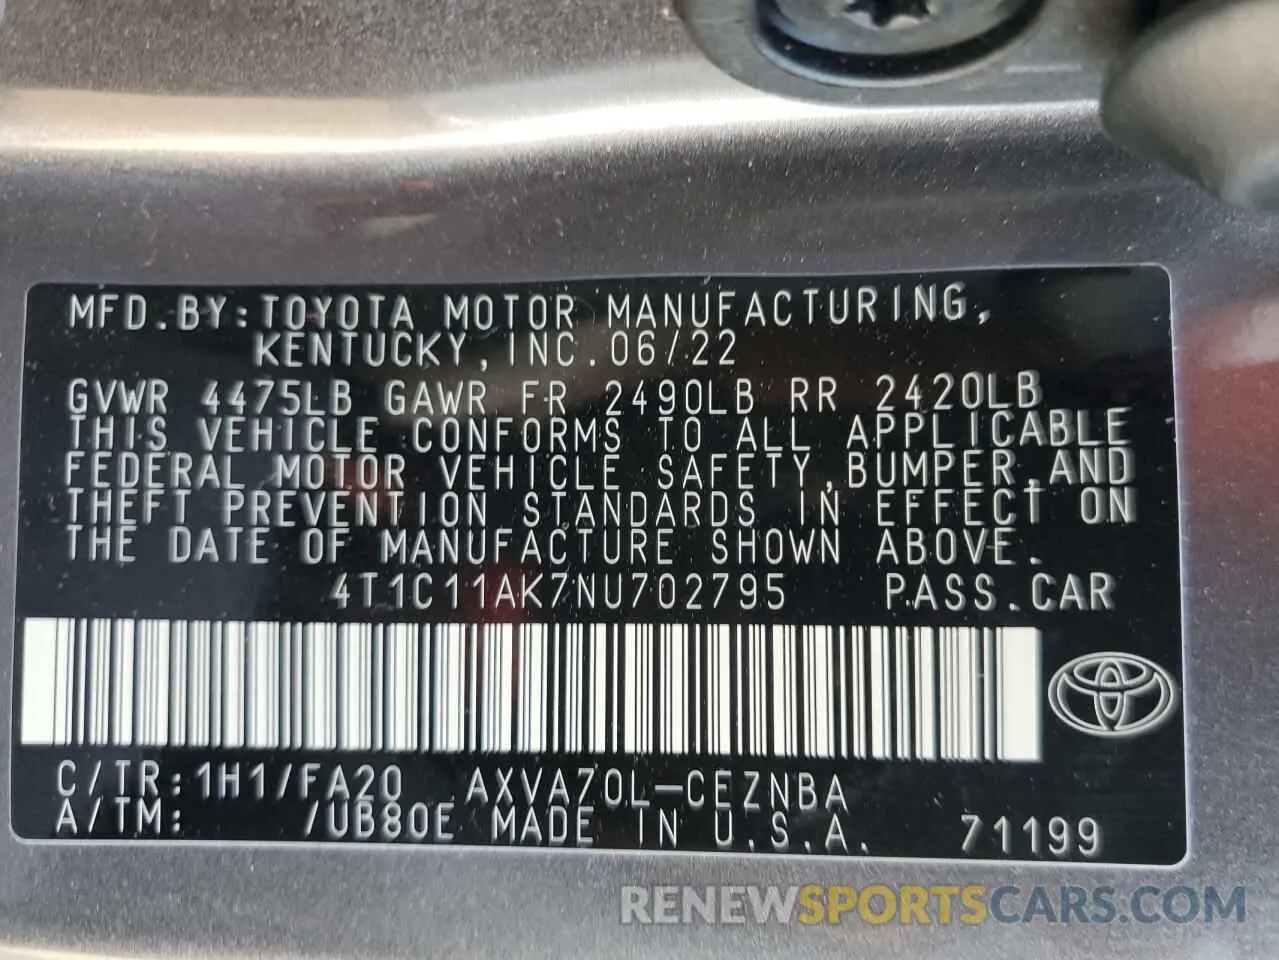 MFD.BY:TOYOTA MOTOR MANUFACTURING,
KENTUCKY,INC.06/22
GVWR 4475LB GAWR FR 2490LB RR 2420LB
THIS VEHICLE CONFORMS TO ALL APPLICABLE
FEDERAL MOTOR VEHICLE SAFETY,BUMPER,AND
THEFT PREVENTION STANDARDS IN EFFECT ON
THE DATE OF MANUFACTURE SHOWN ABOVE.
4T1C11AK7NU702795 PASS.CAR
C/TR:1H1/FA20 AXVA70L-CEZNBA
A/TM: /UB80E MADE IN U.S.A. 71199
RENEWSPORTSCARS.COM